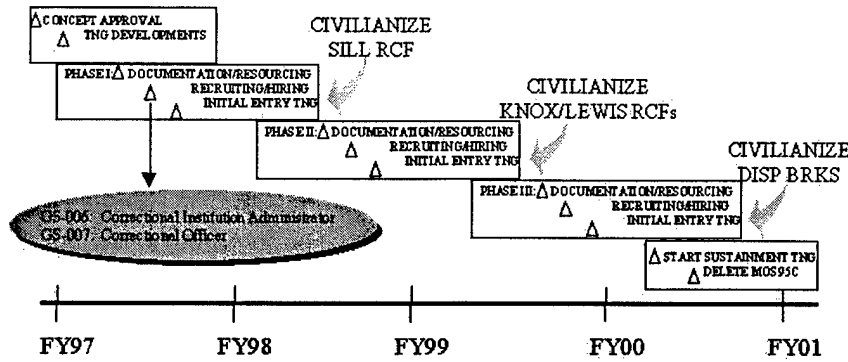 CONCEPT APPROVAL
TNG DEVELOPMENTS
CIVILIANIZE
SILL RCF
PHASE I: DOCUMENTATION/RESOURCING
RECRUITING/HIRING
INITIAL ENTRY TNG
CIVILIANIZE
KNOX/LEWIS RCFs
PHASE II: DOCUMENTATION/RESOURCING
RECRUITING/HIRING
INITIAL ENTRY TNG
CIVILIANIZE
DISP BRKS
PHASE III: DOCUMENTATION/RESOURCING
RECRUITING/HIRING
INITIAL ENTRY TNG
GS-006: Correctional Institution Administrator
GS-007: Correctional Officer
START SUSTAINMENT TNG
DELETE MOS 95C
FY97 FY98 FY99 FY00 FY01